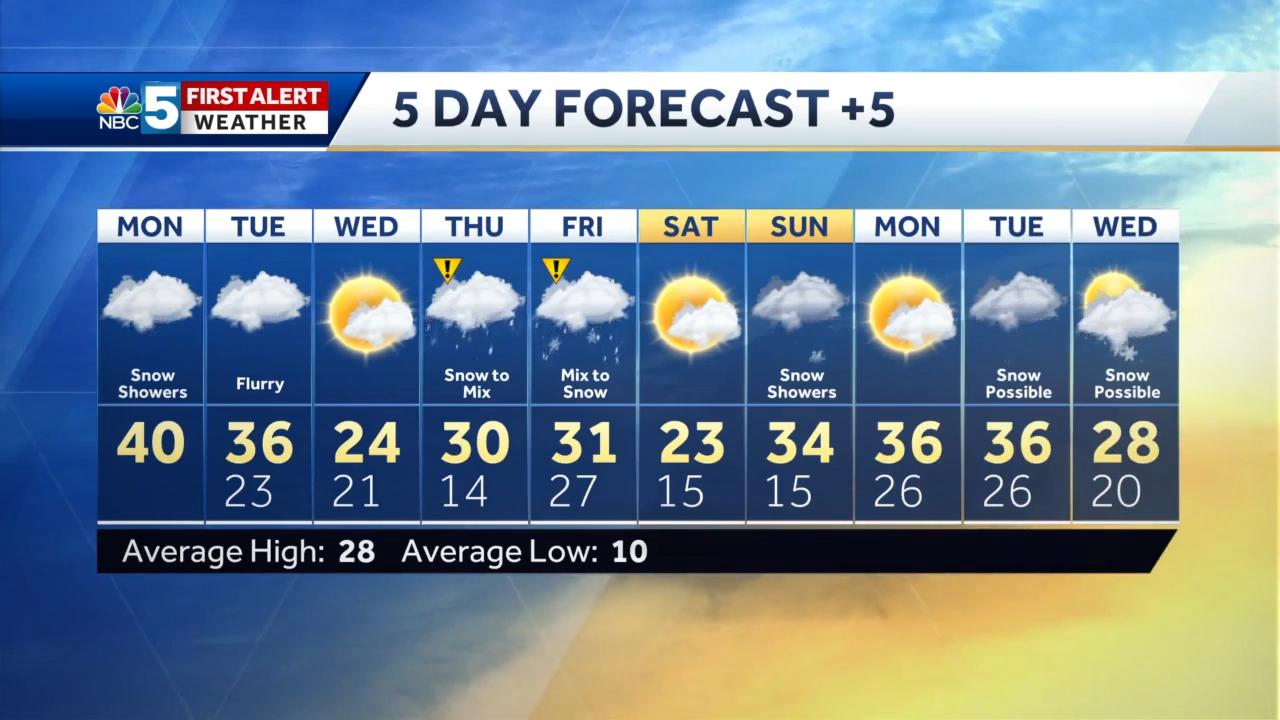 NBC 5 FIRST ALERT WEATHER
5 DAY FORECAST +5
MON TUE WED THU FRI SAT SUN MON TUE WED
! !
Snow Showers Flurry Snow to Mix Mix to Snow Snow Showers Snow Possible Snow Possible
40 36 24 30 31 23 34 36 36 28
23 21 14 27 15 15 26 26 20
Average High: 28 Average Low: 10